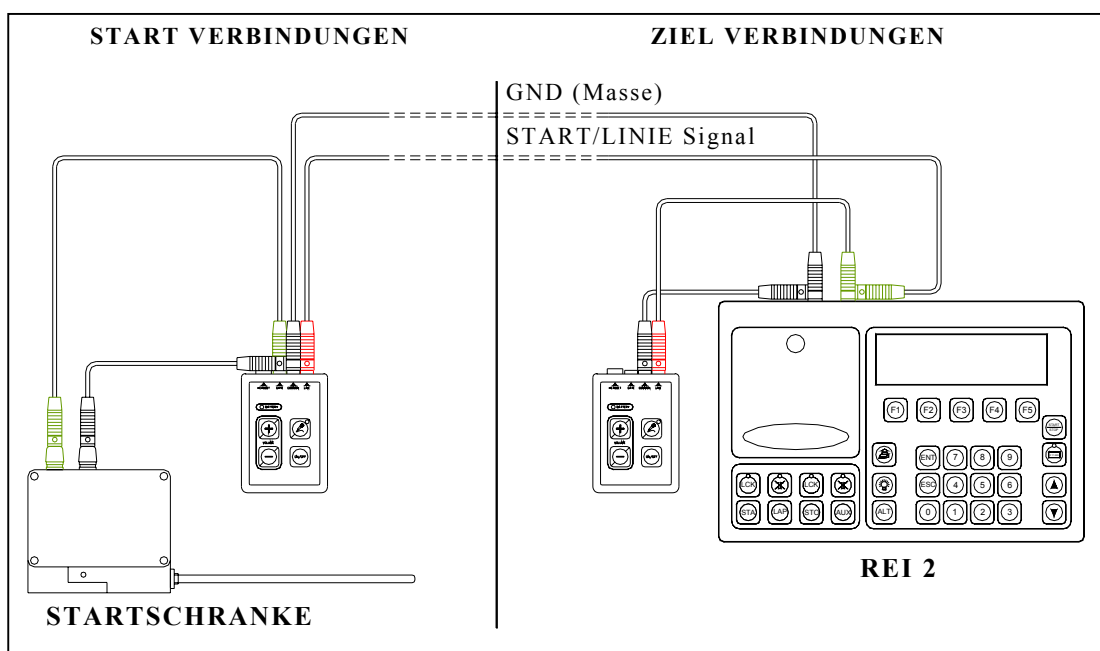 START VERBINDUNGEN
ZIEL VERBINDUNGEN
GND (Masse)
START/LINIE Signal
F1 F2 F3 F4 F5
ENT 7 8 9
ESC 4 5 6
ALT 0 1 2 3
LCK LCK
STA LAP STO AUX
REI 2
STARTSCHRANKE